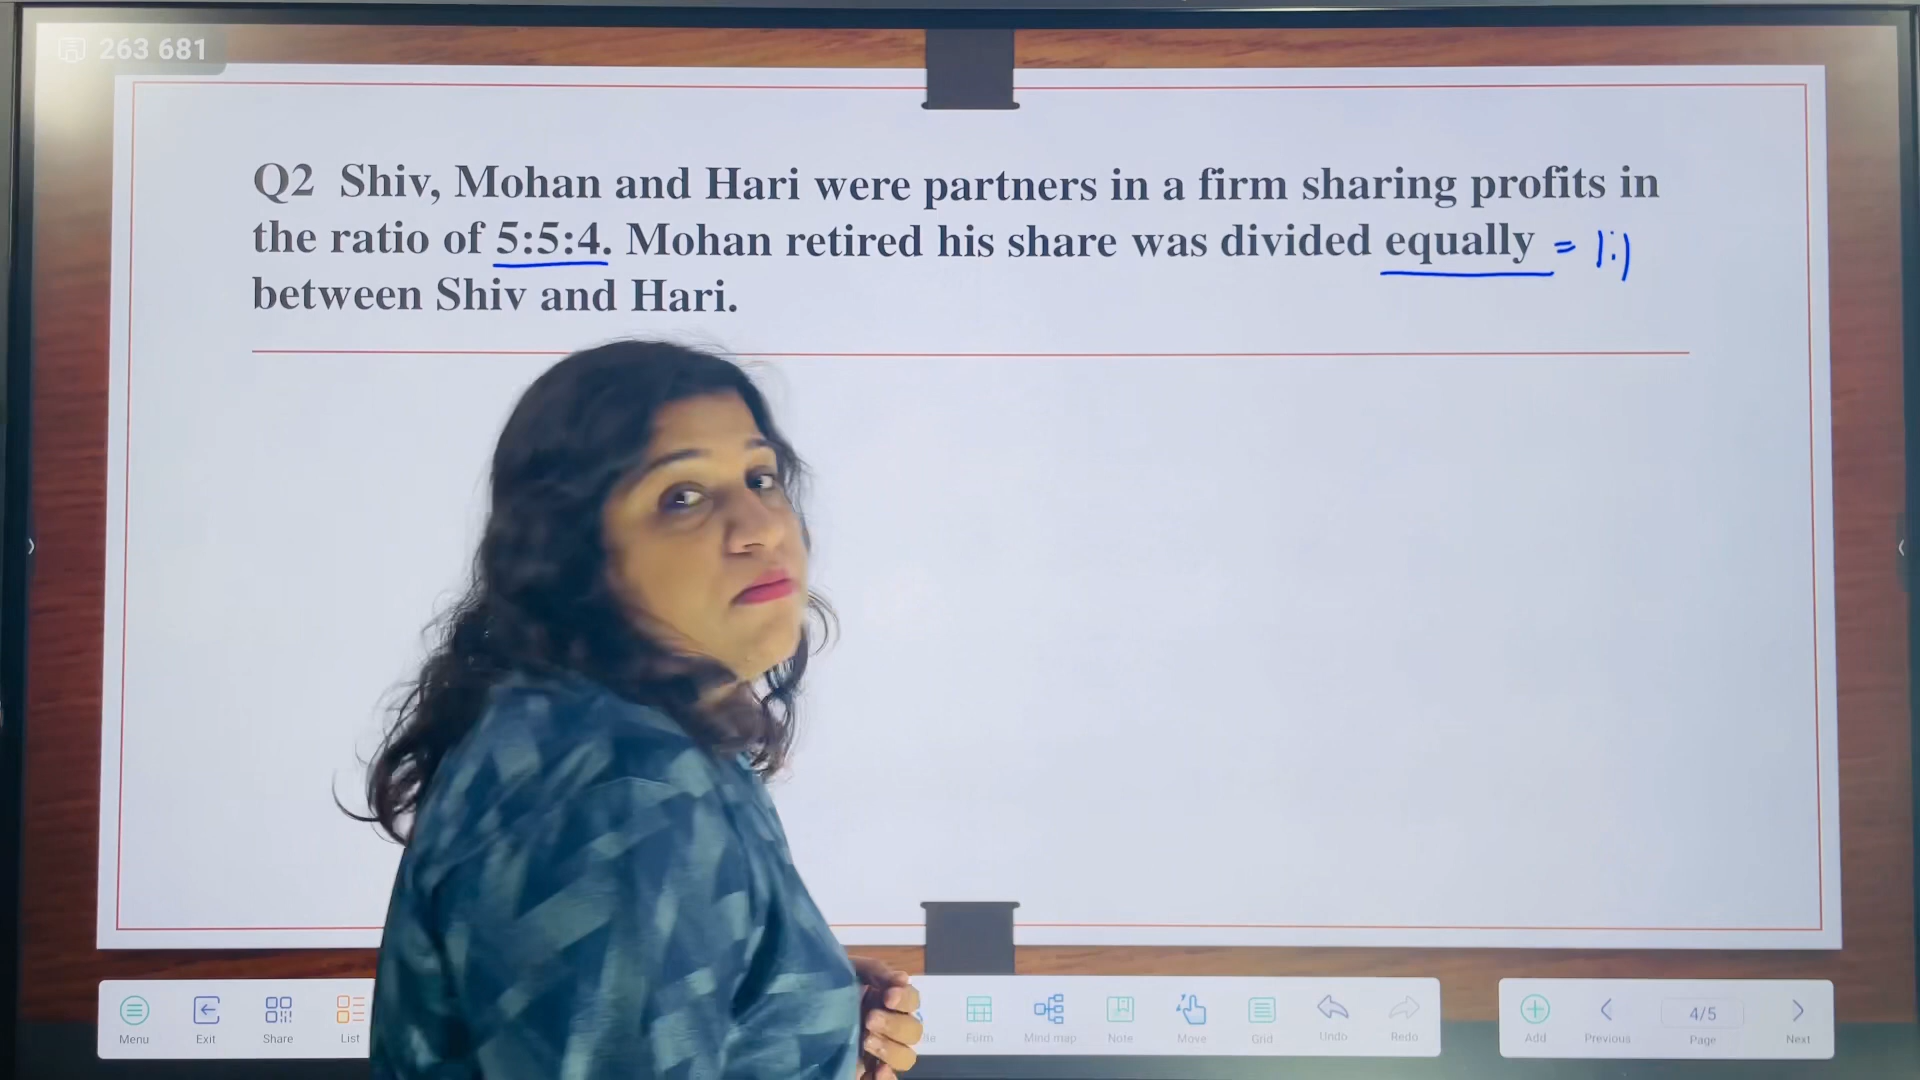 263 681
Q2 Shiv, Mohan and Hari were partners in a firm sharing profits in
the ratio of 5:5:4. Mohan retired his share was divided equally = 1:1
between Shiv and Hari.
Menu Exit Share List Form Mind map Note Move Grid Undo Redo Add Previous 4/5 Page Next